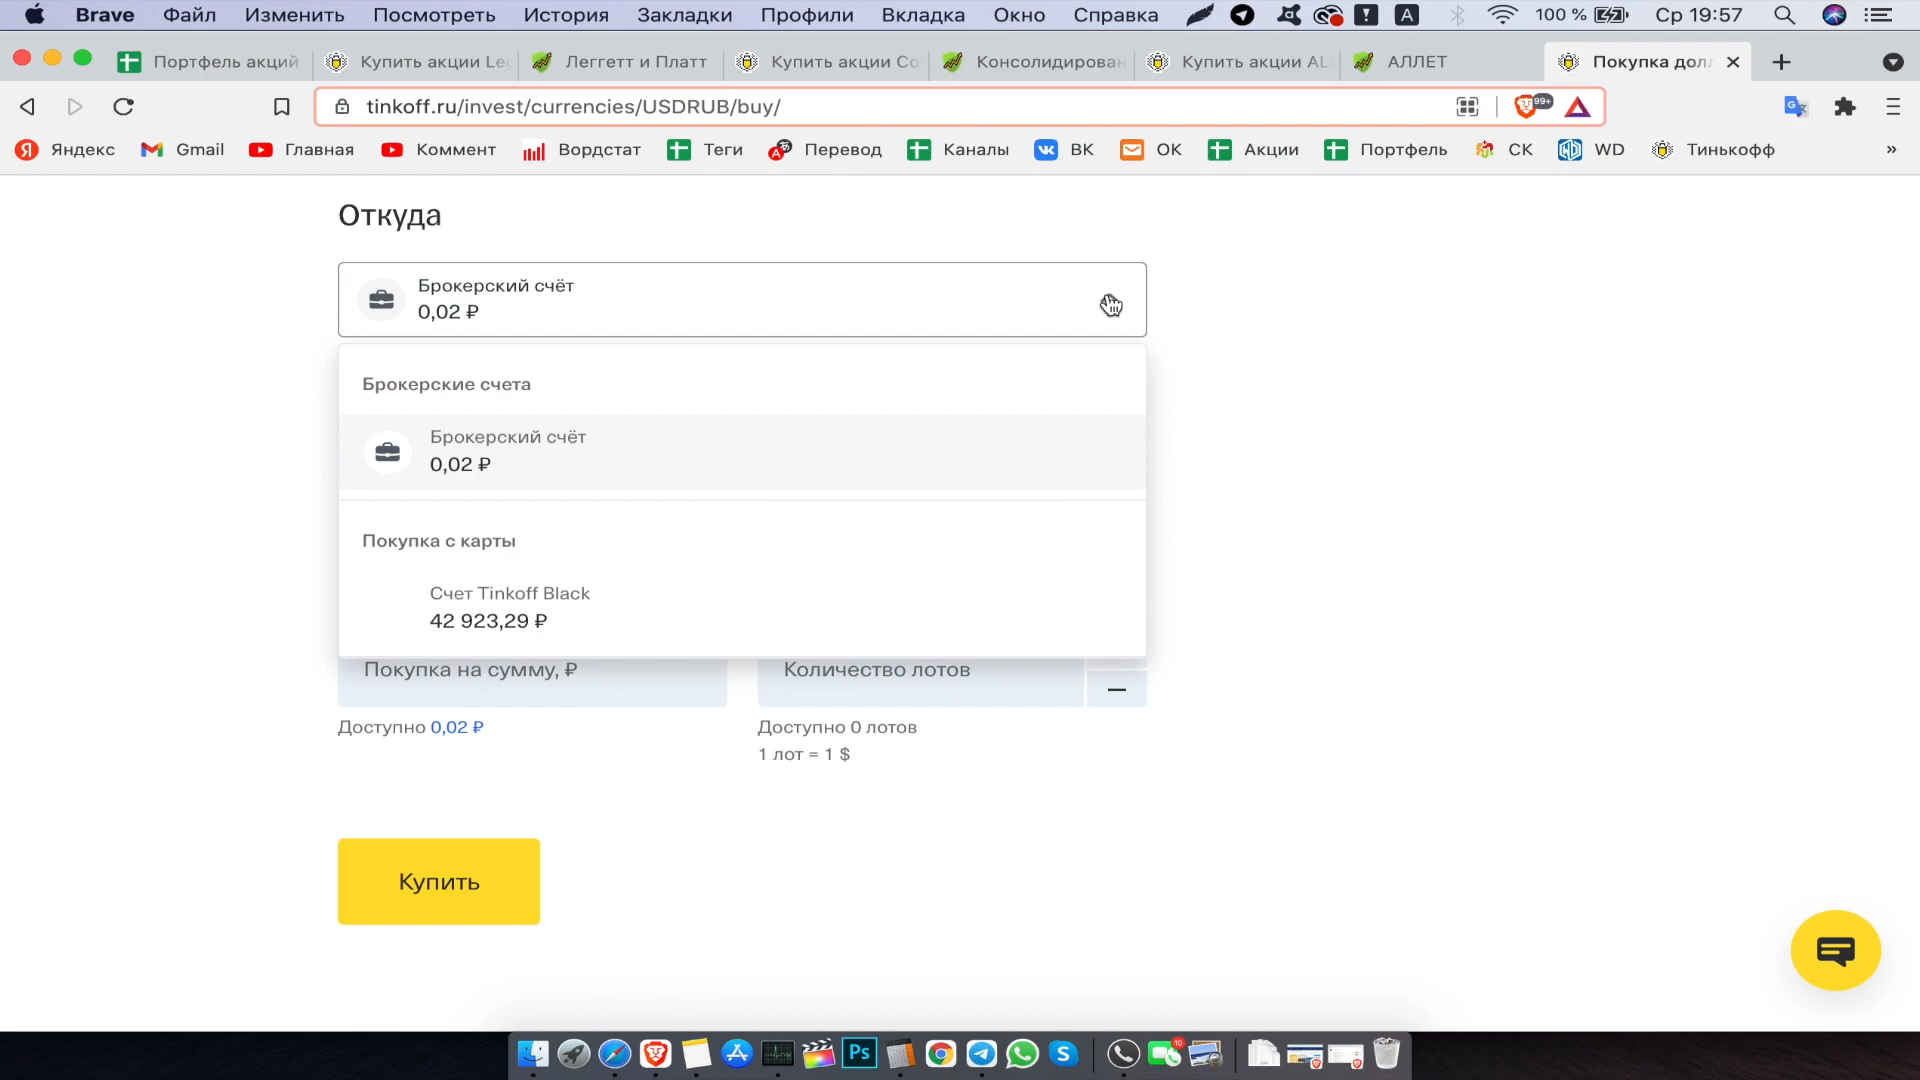 Brave Файл Изменить Посмотреть История Закладки Профили Вкладка Окно Справка A 100 % Ср 19:57
Портфель акций Купить акции Le Леггетт и Платт Купить акции Co Консолидирован Купить акции AL АЛЛЕТ Покупка дол
tinkoff.ru/invest/currencies/USDRUB/buy/ 99+
Яндекс Gmail Главная Коммент Вордстат Теги Перевод Каналы ВК ОК Акции Портфель СК WD Тинькофф »
Откуда
Брокерский счёт
0,02 ₽
Брокерские счета
Брокерский счёт
0,02 ₽
Покупка с карты
Счет Tinkoff Black
42 923,29 ₽
Покупка на сумму, ₽ Количество лотов
Доступно 0,02 ₽ Доступно 0 лотов
1 лот = 1 $
Купить
Ps 10